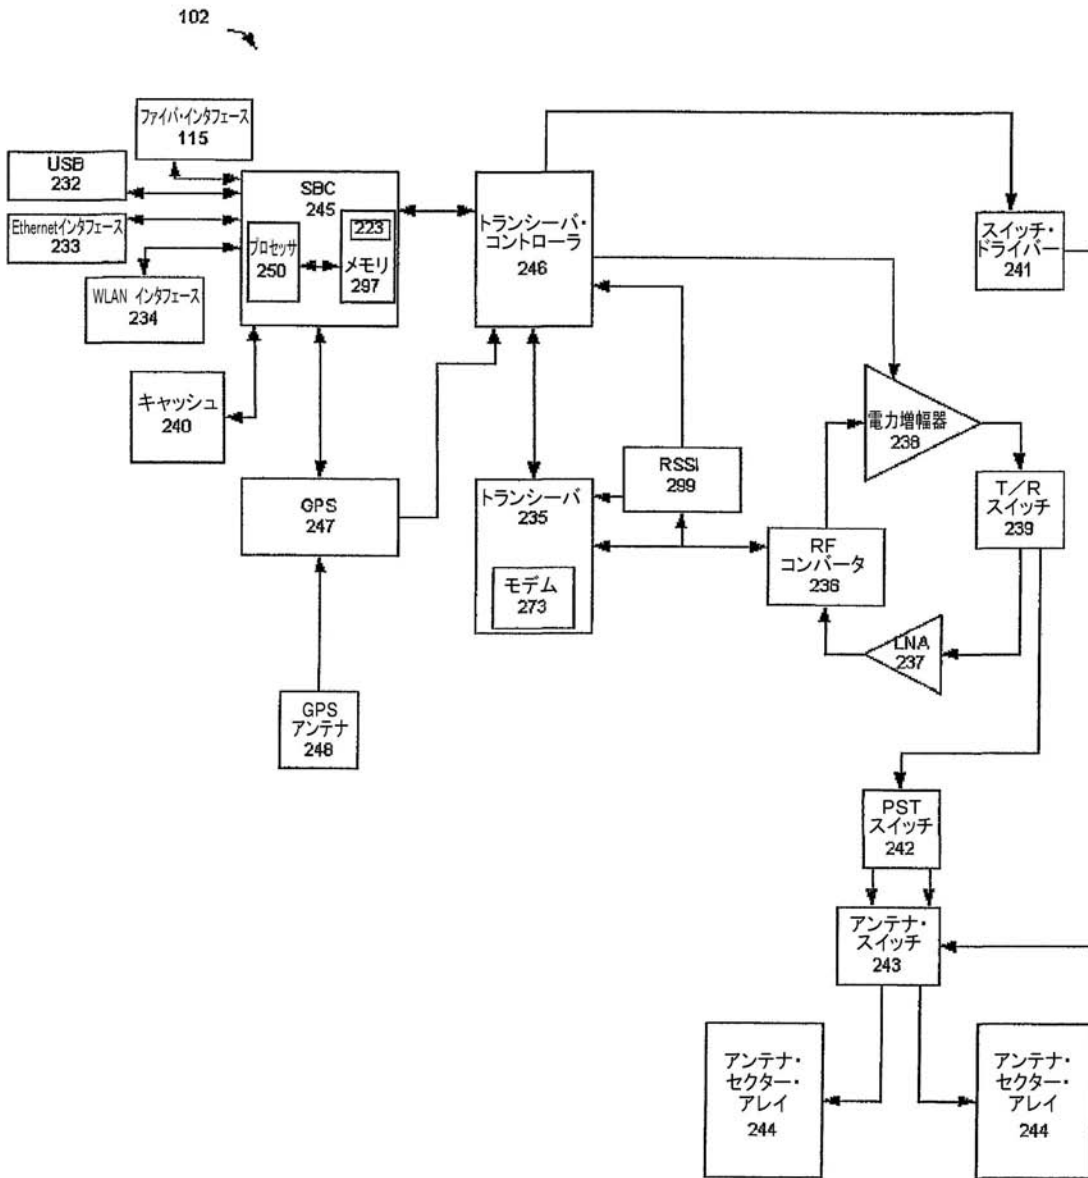 102
ファイバ・インタフェース
115
USB
232
Ethernetインタフェース
233
WLAN インタフェース
234
SBC
245
プロセッサ
250
223
メモリ
297
キャッシュ
240
トランシーバ・
コントローラ
246
スイッチ・
ドライバー
241
電力増幅器
238
RSSI
299
GPS
247
トランシーバ
235
モデム
273
RF
コンバータ
236
T/R
スイッチ
239
LNA
237
GPS
アンテナ
248
PST
スイッチ
242
アンテナ・
スイッチ
243
アンテナ・
セクター・
アレイ
244
アンテナ・
セクター・
アレイ
244